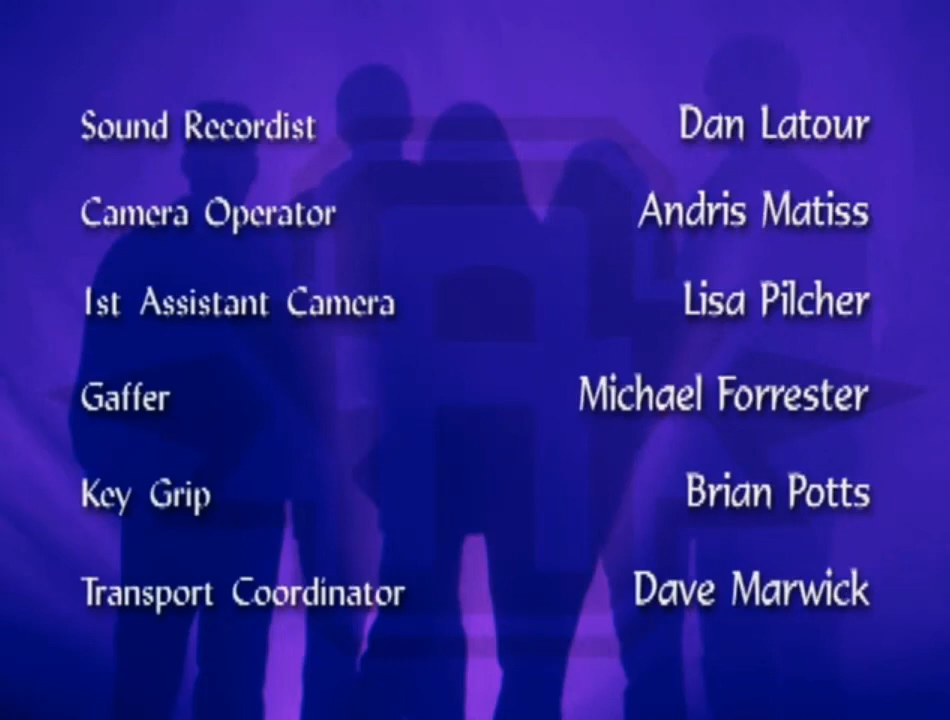 Sound Recordist Dan Latour
Camera Operator Andris Matiss
1st Assistant Camera Lisa Pilcher
Gaffer Michael Forrester
Key Grip Brian Potts
Transport Coordinator Dave Marwick